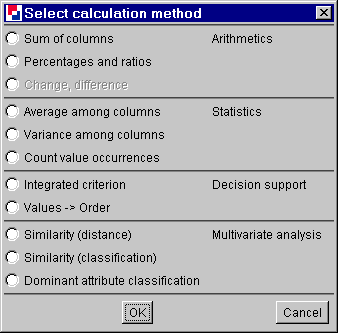 Select calculation method
Sum of columns Arithmetics
Percentages and ratios
Change, difference
Average among columns Statistics
Variance among columns
Count value occurrences
Integrated criterion Decision support
Values -> Order
Similarity (distance) Multivariate analysis
Similarity (classification)
Dominant attribute classification
OK Cancel